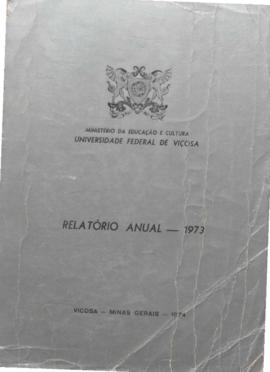 MINISTÉRIO DA EDUCAÇÃO E CULTURA
UNIVERSIDADE FEDERAL DE VIÇOSA
RELATÓRIO ANUAL — 1973
VIÇOSA — MINAS GERAIS — 1974